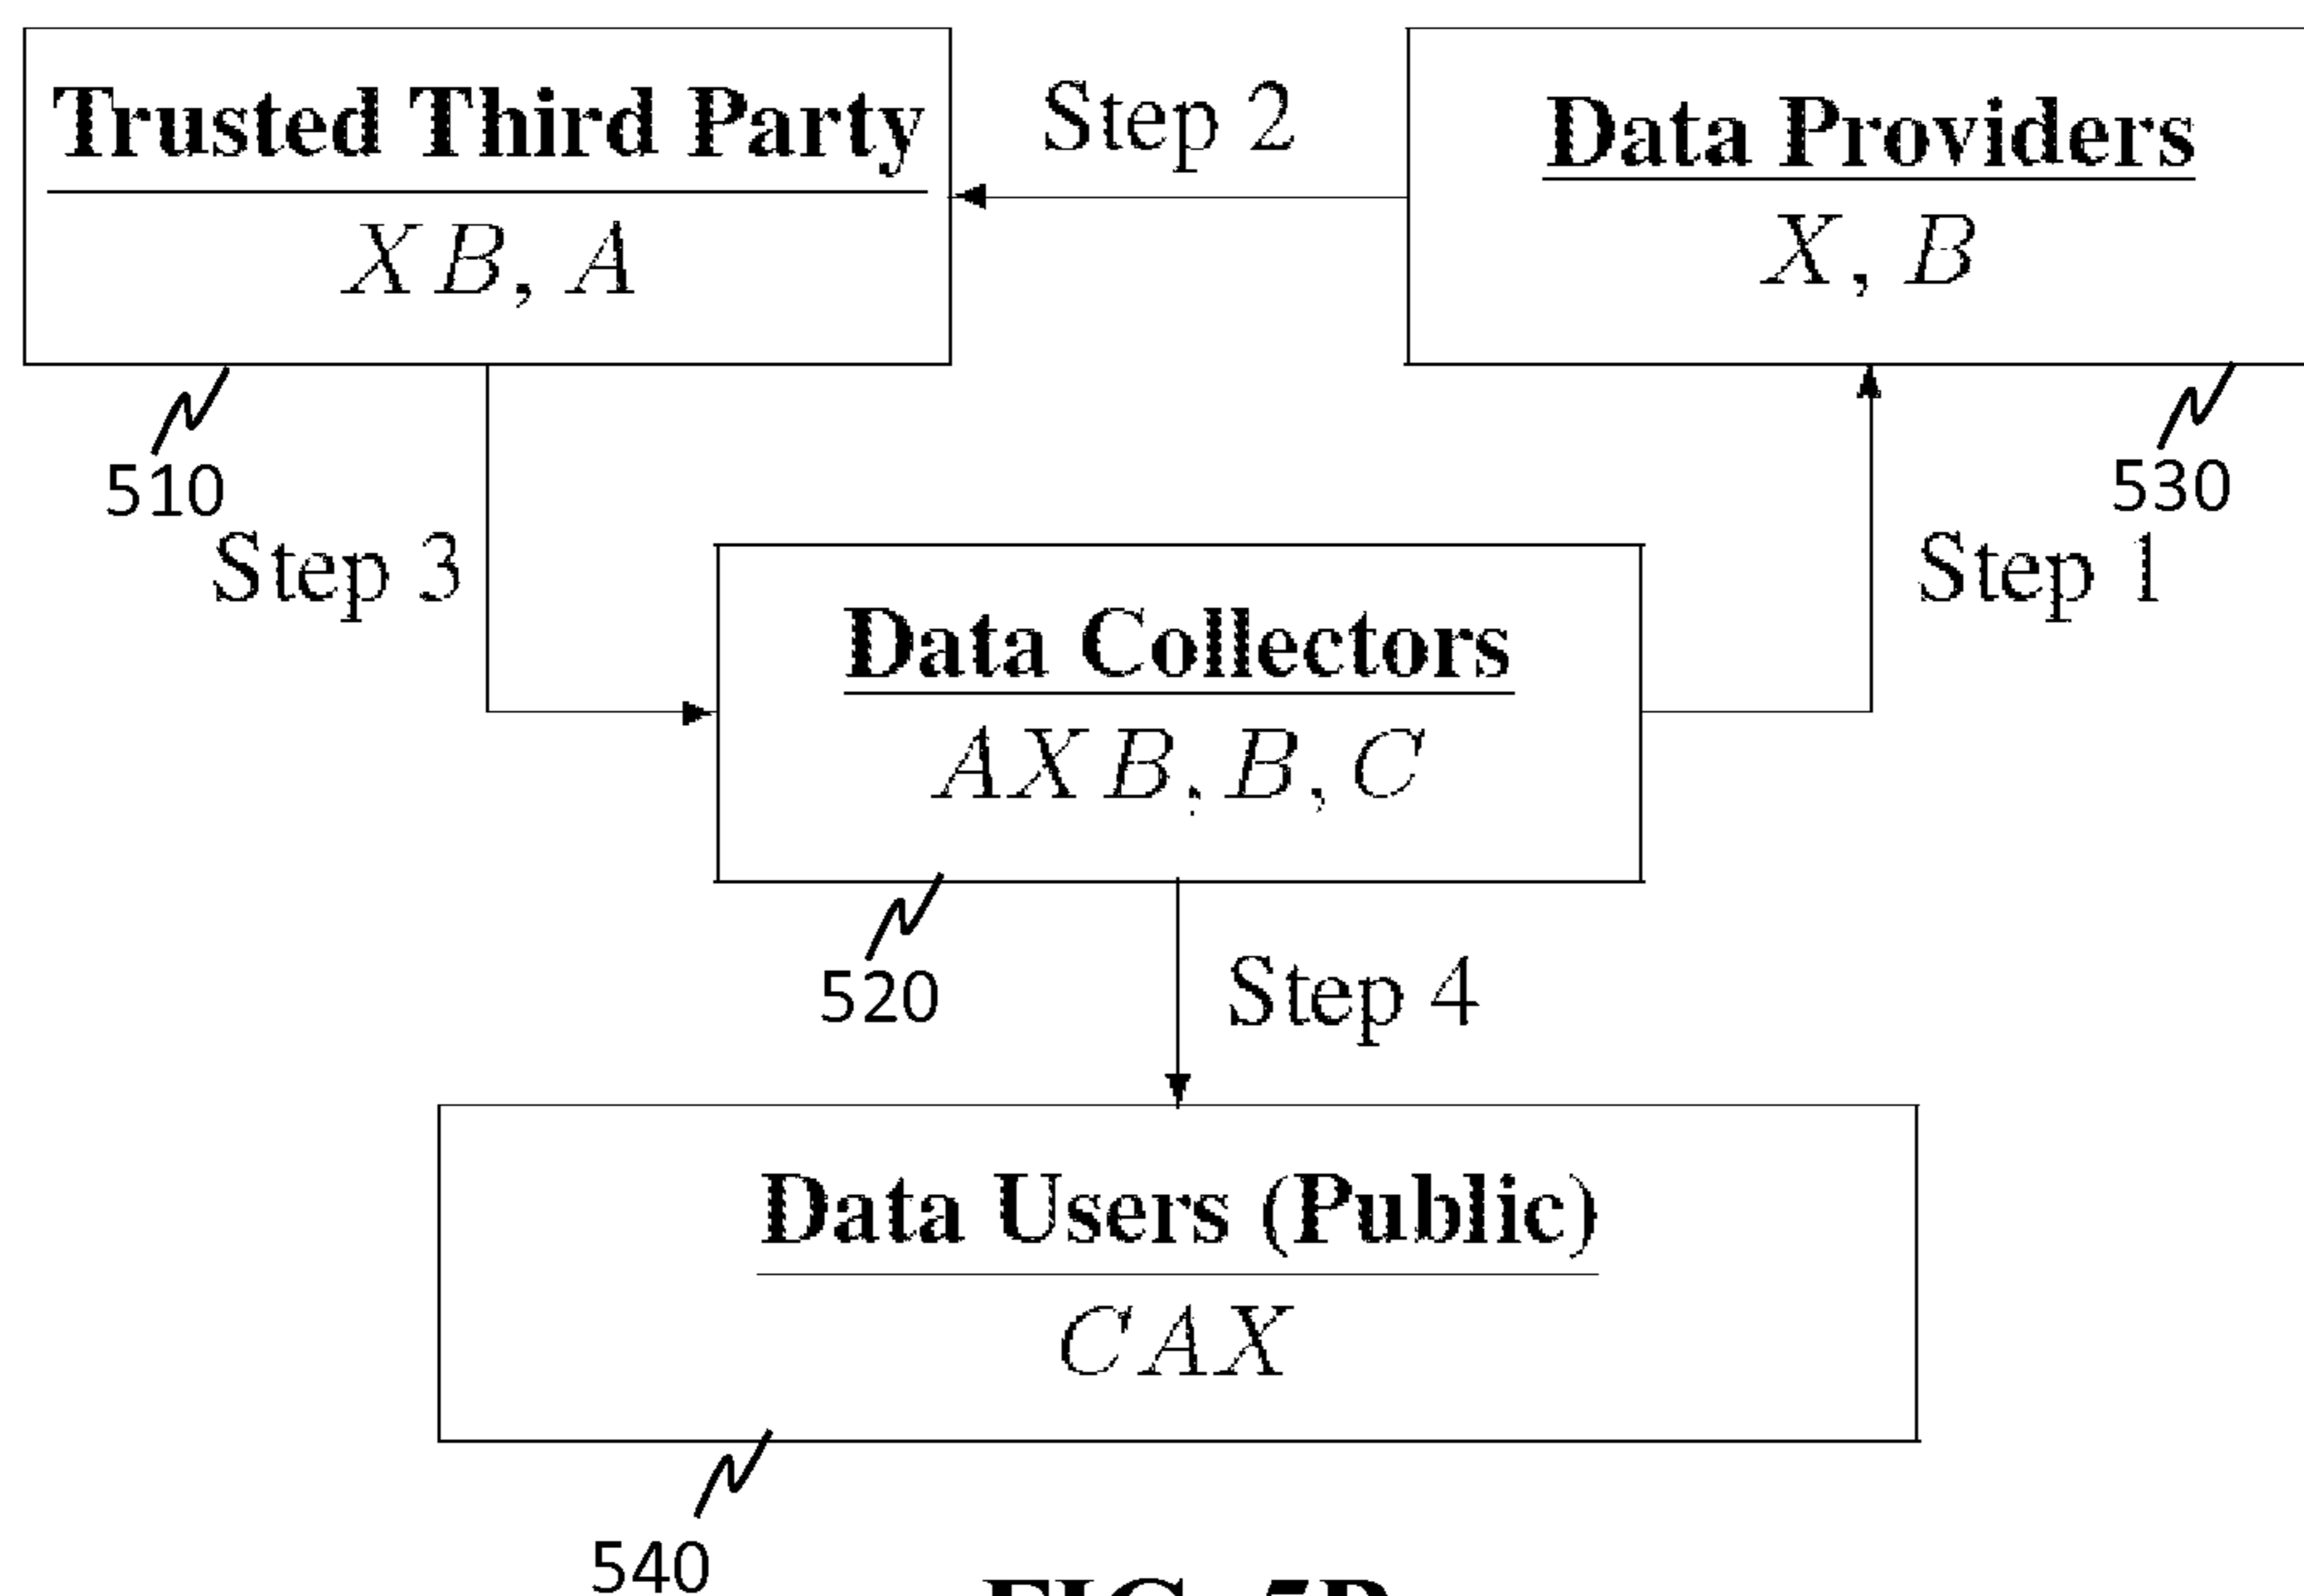 Trusted Third Party
XB, A
Step 2
Data Providers
X, B
510
530
Step 3
Step 1
Data Collectors
AXB, B, C
520
Step 4
Data Users (Public)
CAX
540